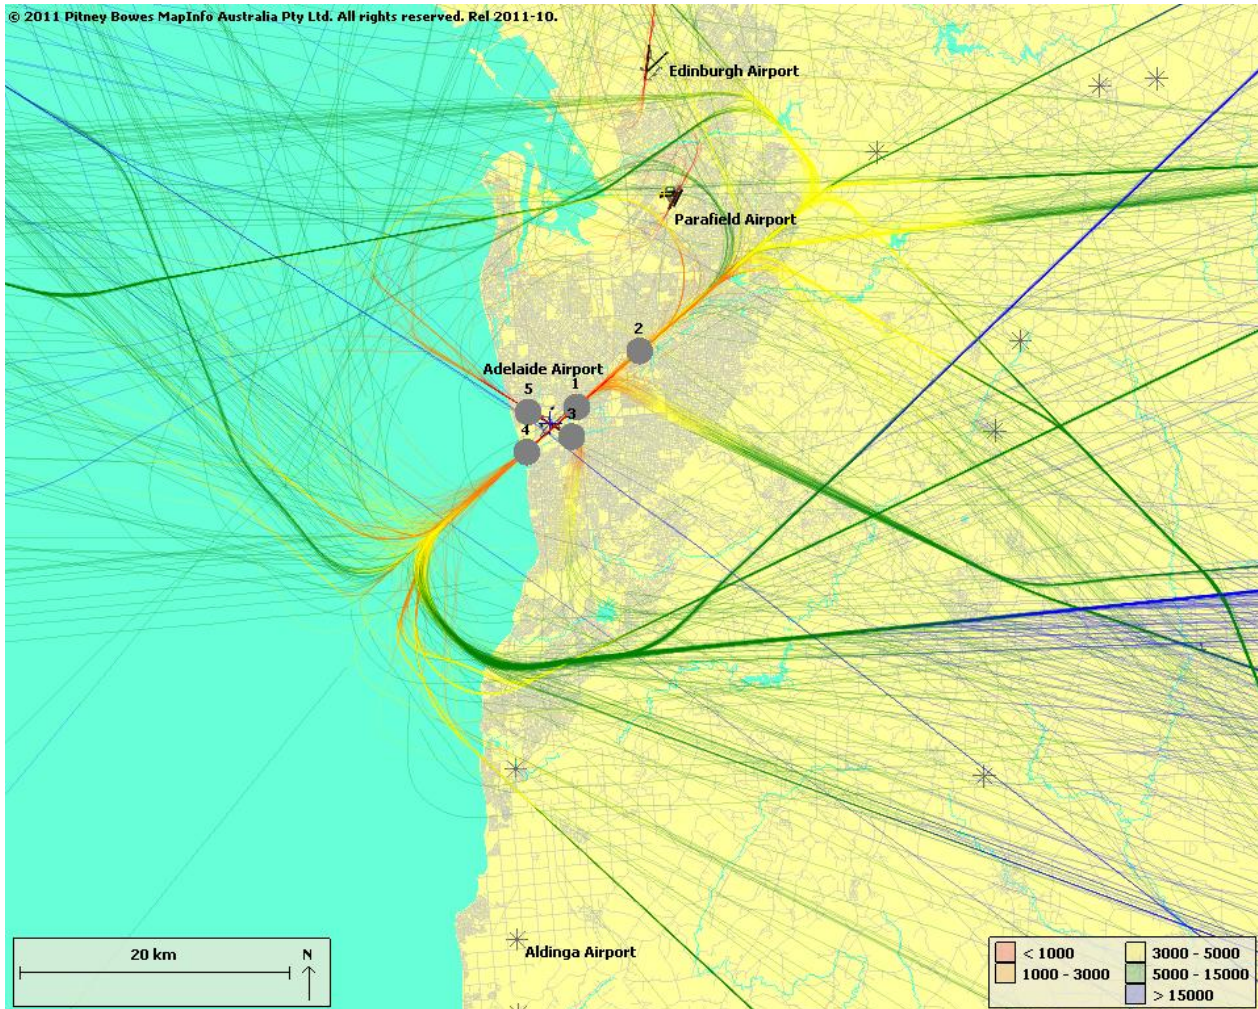 © 2011 Pitney Bowes MapInfo Australia Pty Ltd. All rights reserved. Rel 2011-10.
Edinburgh Airport
Parafield Airport
2
Adelaide Airport
1
5
3
4
Aldinga Airport
20 km
N
< 1000
3000 - 5000
1000 - 3000
5000 - 15000
> 15000